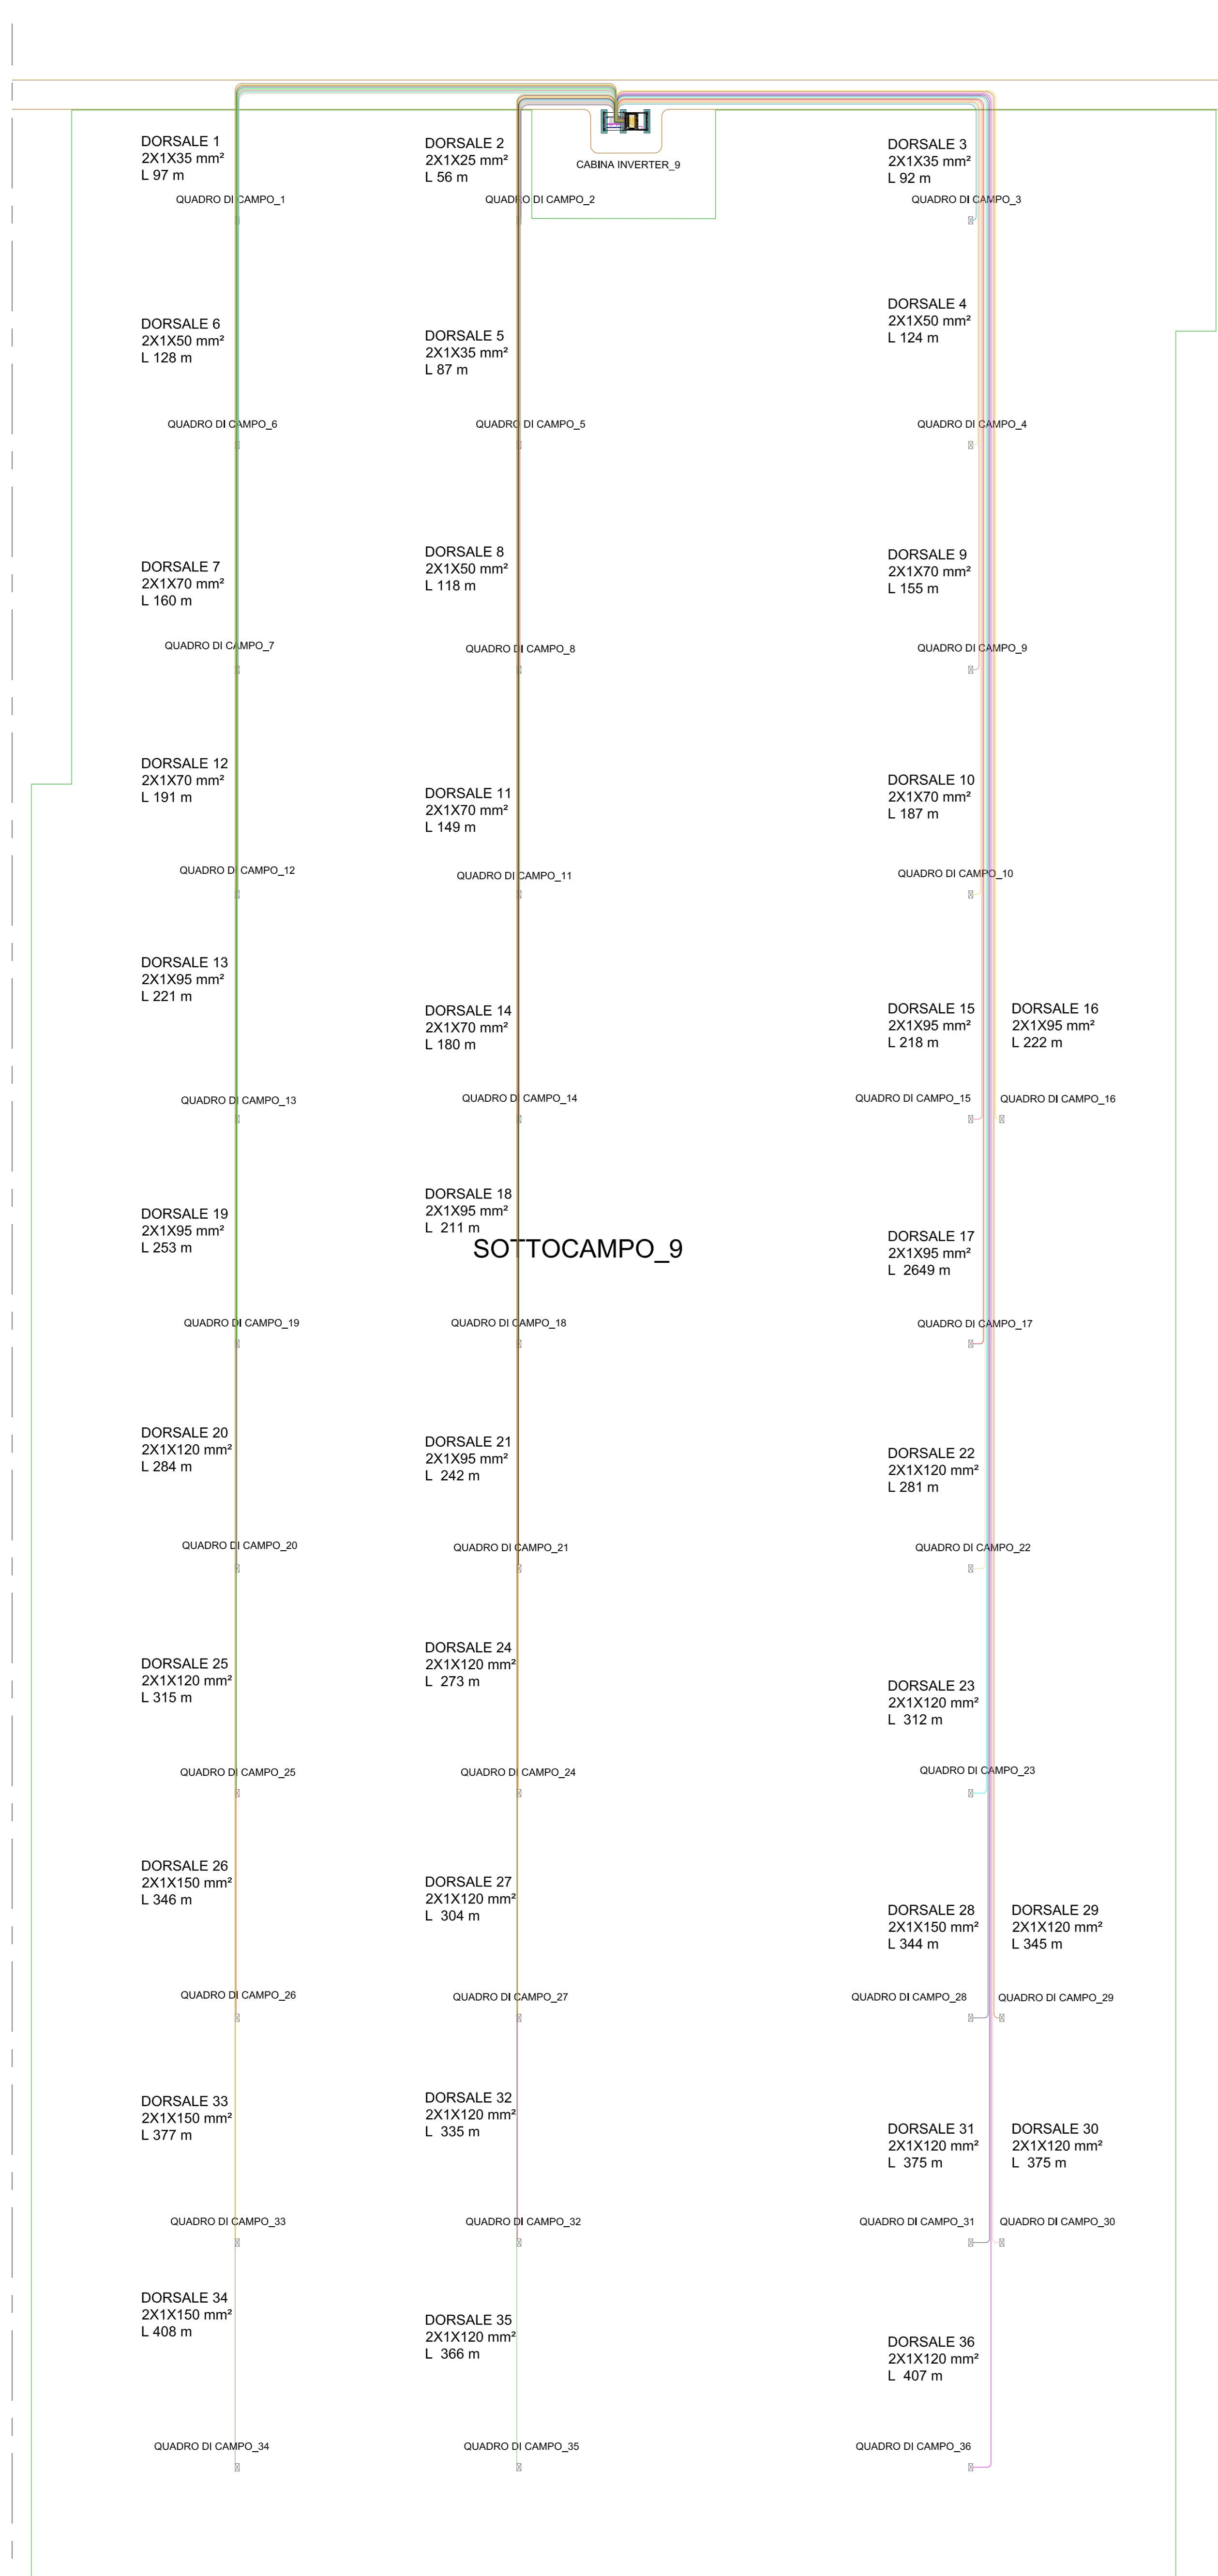 DORSALE 1
2X1X35 mm²
L 97 m
DORSALE 2
2X1X25 mm²
L 56 m
DORSALE 3
2X1X35 mm²
L 92 m
CABINA INVERTER_9
QUADRO DI CAMPO_1
QUADRO DI CAMPO_2
QUADRO DI CAMPO_3
DORSALE 6
2X1X50 mm²
L 128 m
DORSALE 5
2X1X35 mm²
L 87 m
DORSALE 4
2X1X50 mm²
L 124 m
QUADRO DI CAMPO_6
QUADRO DI CAMPO_5
QUADRO DI CAMPO_4
DORSALE 7
2X1X70 mm²
L 160 m
DORSALE 8
2X1X50 mm²
L 118 m
DORSALE 9
2X1X70 mm²
L 155 m
QUADRO DI CAMPO_7
QUADRO DI CAMPO_8
QUADRO DI CAMPO_9
DORSALE 12
2X1X70 mm²
L 191 m
DORSALE 11
2X1X70 mm²
L 149 m
DORSALE 10
2X1X70 mm²
L 187 m
QUADRO DI CAMPO_12
QUADRO DI CAMPO_11
QUADRO DI CAMPO_10
DORSALE 13
2X1X95 mm²
L 221 m
DORSALE 14
2X1X70 mm²
L 180 m
DORSALE 15
2X1X95 mm²
L 218 m
DORSALE 16
2X1X95 mm²
L 222 m
QUADRO DI CAMPO_13
QUADRO DI CAMPO_14
QUADRO DI CAMPO_15
QUADRO DI CAMPO_16
DORSALE 19
2X1X95 mm²
L 253 m
DORSALE 18
2X1X95 mm²
L 211 m
SOTTOCAMPO_9
DORSALE 17
2X1X95 mm²
L 2649 m
QUADRO DI CAMPO_19
QUADRO DI CAMPO_18
QUADRO DI CAMPO_17
DORSALE 20
2X1X120 mm²
L 284 m
DORSALE 21
2X1X95 mm²
L 242 m
DORSALE 22
2X1X120 mm²
L 281 m
QUADRO DI CAMPO_20
QUADRO DI CAMPO_21
QUADRO DI CAMPO_22
DORSALE 25
2X1X120 mm²
L 315 m
DORSALE 24
2X1X120 mm²
L 273 m
DORSALE 23
2X1X120 mm²
L 312 m
QUADRO DI CAMPO_25
QUADRO DI CAMPO_24
QUADRO DI CAMPO_23
DORSALE 26
2X1X150 mm²
L 346 m
DORSALE 27
2X1X120 mm²
L 304 m
DORSALE 28
2X1X150 mm²
L 344 m
DORSALE 29
2X1X120 mm²
L 345 m
QUADRO DI CAMPO_26
QUADRO DI CAMPO_27
QUADRO DI CAMPO_28
QUADRO DI CAMPO_29
DORSALE 33
2X1X150 mm²
L 377 m
DORSALE 32
2X1X120 mm²
L 335 m
DORSALE 31
2X1X120 mm²
L 375 m
DORSALE 30
2X1X120 mm²
L 375 m
QUADRO DI CAMPO_33
QUADRO DI CAMPO_32
QUADRO DI CAMPO_31
QUADRO DI CAMPO_30
DORSALE 34
2X1X150 mm²
L 408 m
DORSALE 35
2X1X120 mm²
L 366 m
DORSALE 36
2X1X120 mm²
L 407 m
QUADRO DI CAMPO_34
QUADRO DI CAMPO_35
QUADRO DI CAMPO_36